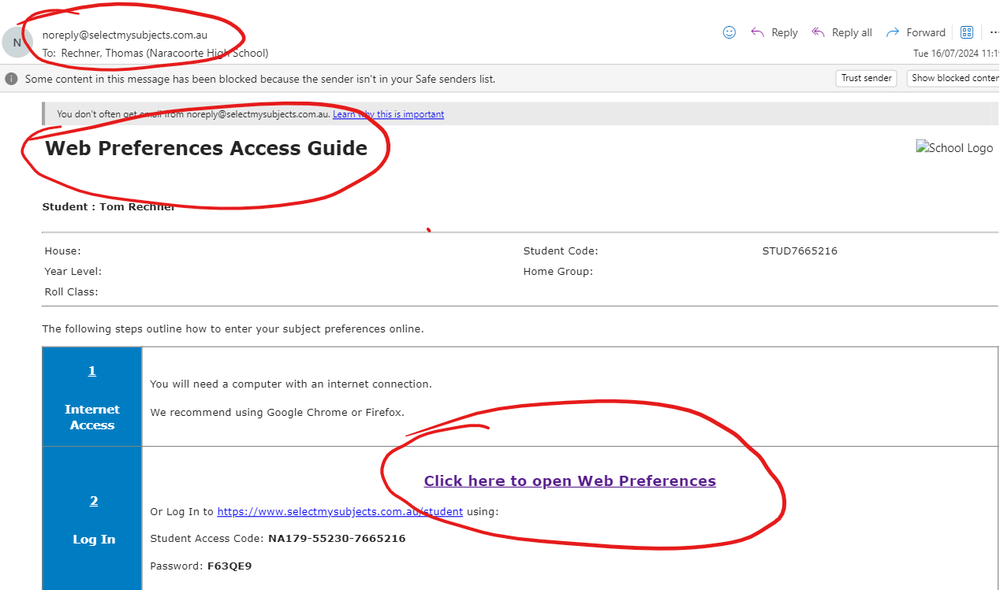 N
noreply@selectmysubjects.com.au
To: Rechner, Thomas (Naracoorte High School)
Reply
Reply all
Forward
Tue 16/07/2024 11:19
Some content in this message has been blocked because the sender isn't in your Safe senders list.
Trust sender
Show blocked conten
You don't often get email from noreply@selectmysubjects.com.au. Learn why this is important
Web Preferences Access Guide
School Logo
Student : Tom Rechner
House:
Student Code:
STUD7665216
Year Level:
Home Group:
Roll Class:
The following steps outline how to enter your subject preferences online.
1
Internet
Access
You will need a computer with an internet connection.
We recommend using Google Chrome or Firefox.
2
Log In
Click here to open Web Preferences
Or Log In to https://www.selectmysubjects.com.au/student using:
Student Access Code: NA179-55230-7665216
Password: F63QE9